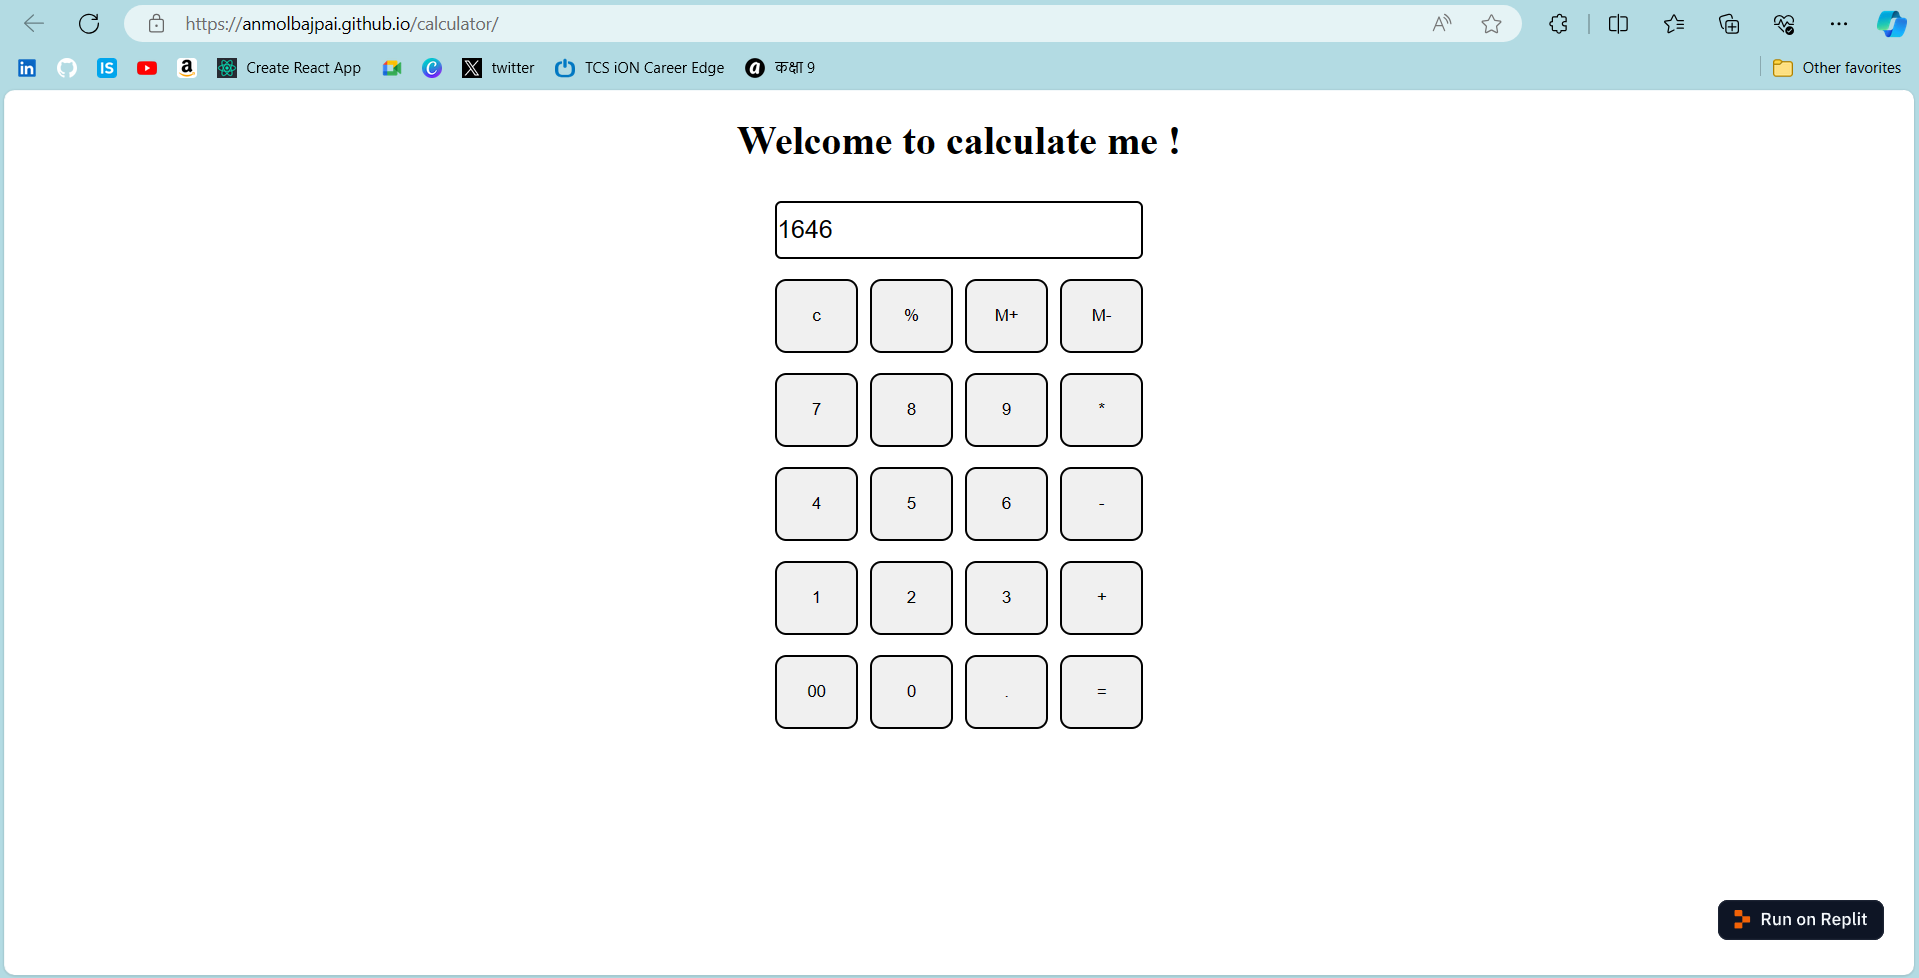 https://anmolbajpai.github.io/calculator/
Create React App twitter TCS iON Career Edge कक्षा 9 Other favorites
Welcome to calculate me !
1646
c % M+ M-
7 8 9 *
4 5 6 -
1 2 3 +
00 0 . =
Run on Replit